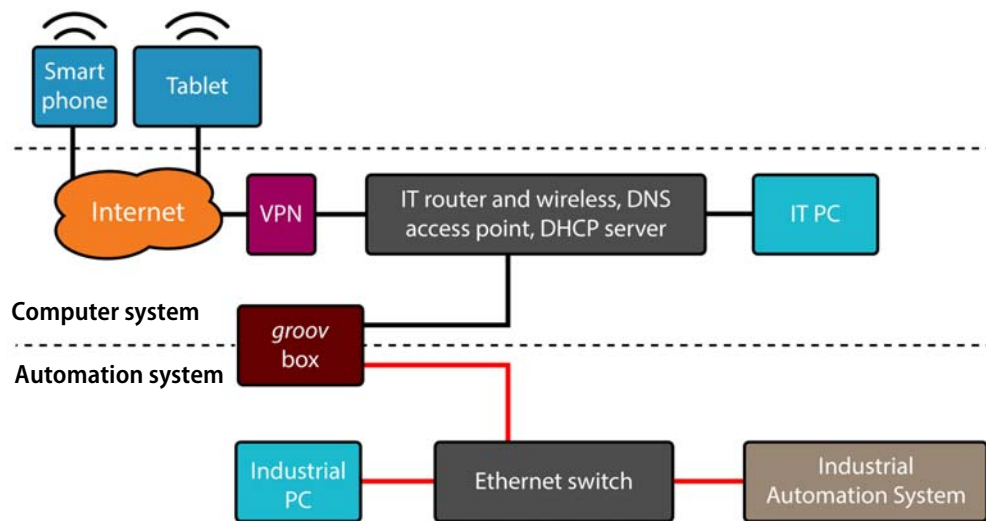 Smart
phone
Tablet
Internet
VPN
IT router and wireless, DNS
access point, DHCP server
IT PC
Computer system
groov
box
Automation system
Industrial
PC
Ethernet switch
Industrial
Automation System